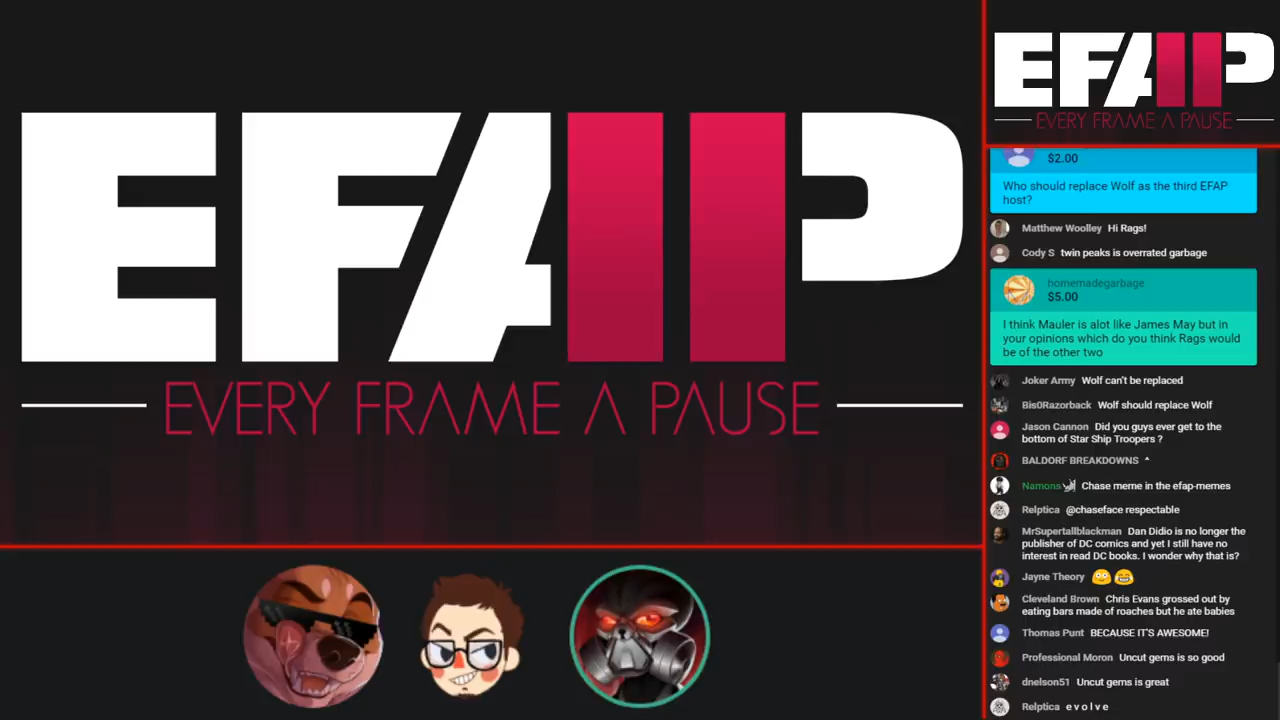 EFAP
EVERY FRAME A PAUSE
EFAP
EVERY FRAME A PAUSE
$2.00
Who should replace Wolf as the third EFAP
host?
Matthew Woolley Hi Rags!
Cody S twin peaks is overrated garbage
homemadegarbage
$5.00
I think Mauler is alot like James May but in
your opinions which do you think Rags would
be of the other two
Joker Army Wolf can't be replaced
Bis0Razorback Wolf should replace Wolf
Jason Cannon Did you guys ever get to the
bottom of Star Ship Troopers ?
BALDORF BREAKDOWNS ^
Namons Chase meme in the efap-memes
Relptica @chaseface respectable
MrSupertallblackman Dan Didio is no longer the
publisher of DC comics and yet I still have no
interest in read DC books. I wonder why that is?
Jayne Theory
Cleveland Brown Chris Evans grossed out by
eating bars made of roaches but he ate babies
Thomas Punt BECAUSE IT'S AWESOME!
Professional Moron Uncut gems is so good
dnelson51 Uncut gems is great
Relptica e v o l v e